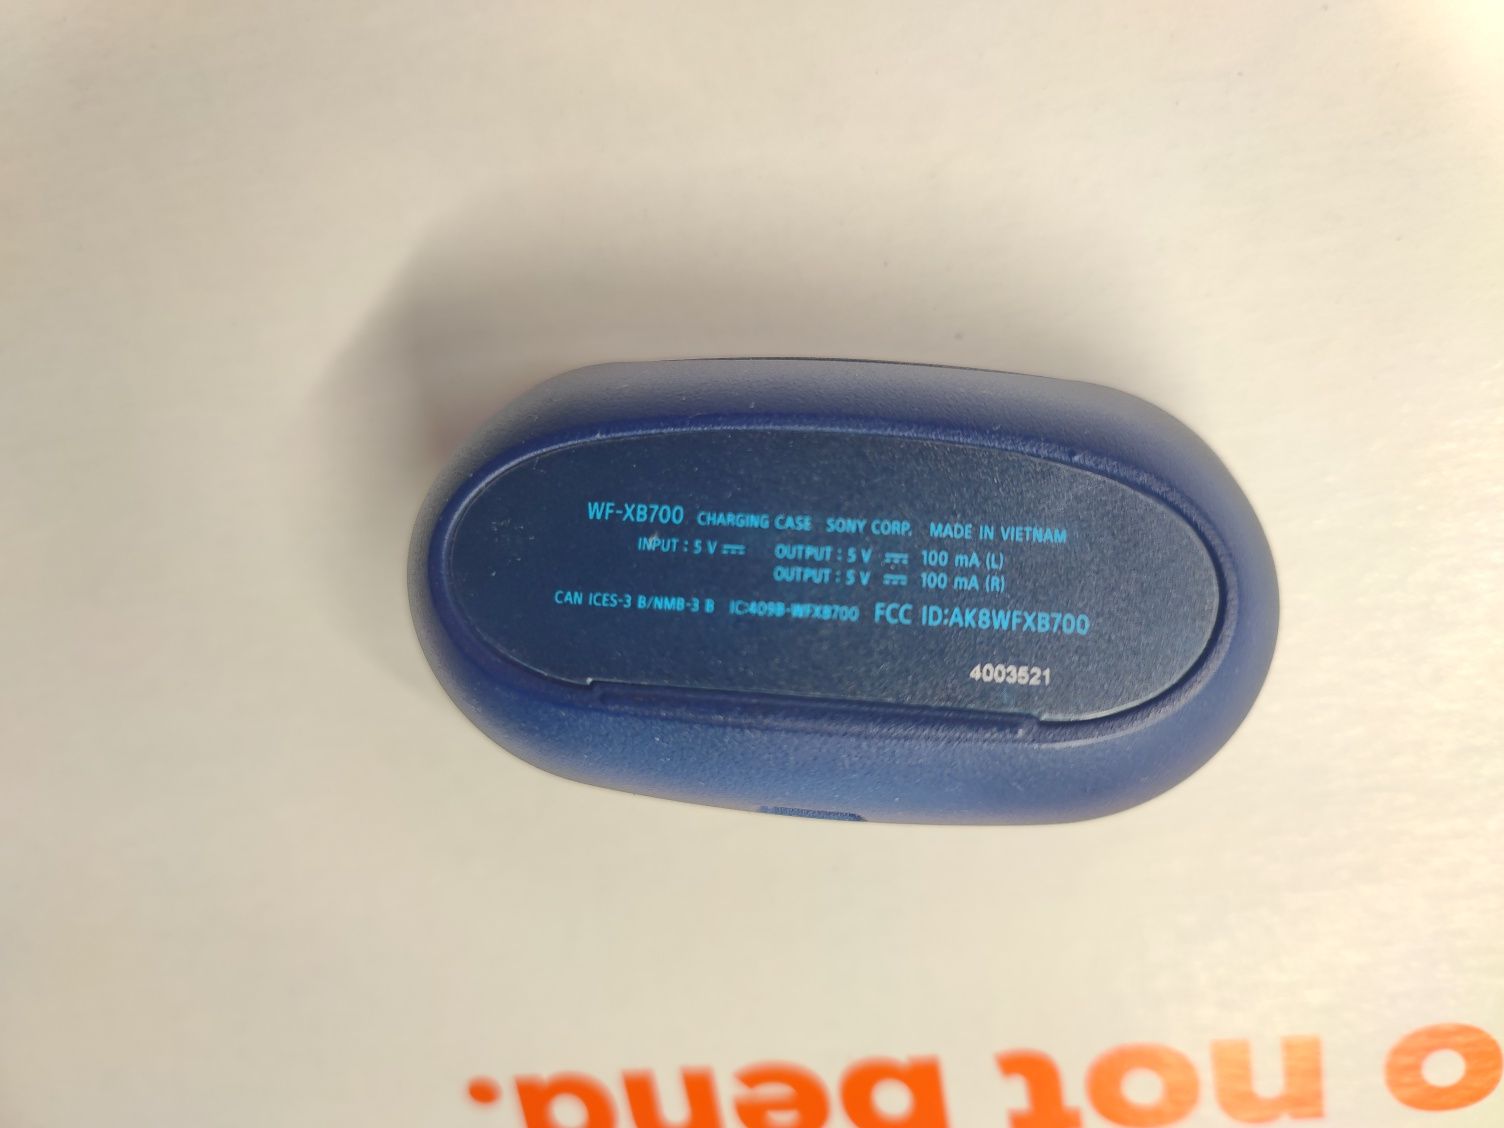 WF-XB700 CHARGING CASE SONY CORP. MADE IN VIETNAM
INPUT : 5 V ⎓ OUTPUT : 5 V ⎓ 100 mA (L)
OUTPUT : 5 V ⎓ 100 mA (R)
CAN ICES-3 B/NMB-3 B IC:409B-WFXB700 FCC ID:AK8WFXB700
4003521
o not bend.